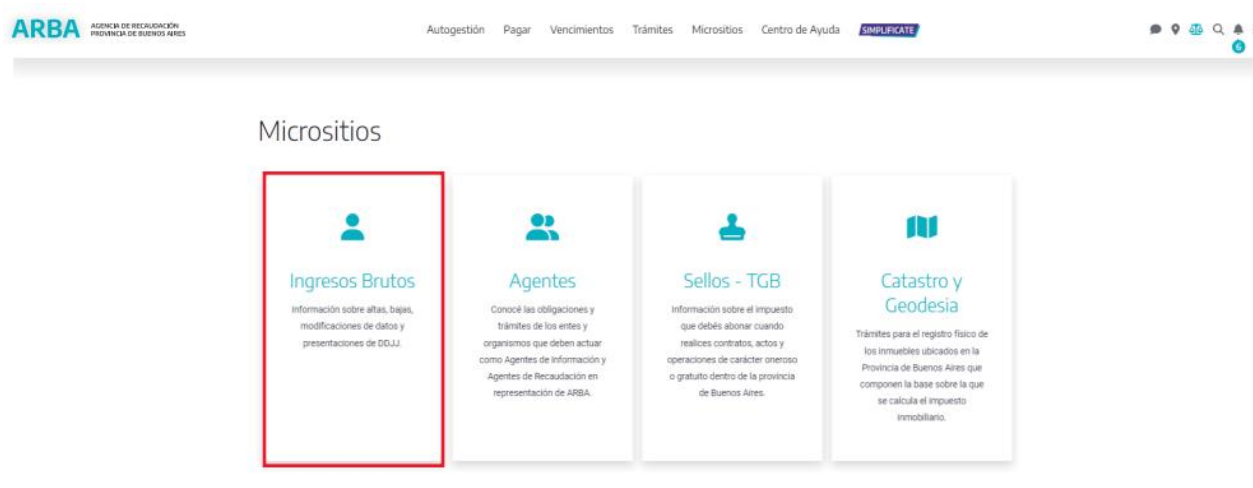 ARBA
AGENCIA DE RECAUDACIÓN
PROVINCIA DE BUENOS AIRES
Autogestión Pagar Vencimientos Trámites Micrositios Centro de Ayuda SIMPLIFICATE
6
Micrositios
Ingresos Brutos
Información sobre altas, bajas,
modificaciones de datos y
presentaciones de DDJJ.
Agentes
Conocé las obligaciones y
trámites de los entes y
organismos que deben actuar
como Agentes de Información y
Agentes de Recaudación en
representación de ARBA.
Sellos - TGB
Información sobre el impuesto
que debés abonar cuando
realices contratos, actos y
operaciones de carácter oneroso
o gratuito dentro de la provincia
de Buenos Aires.
Catastro y
Geodesia
Trámites para el registro físico de
los inmuebles ubicados en la
Provincia de Buenos Aires que
componen la base sobre la que
se calcula el impuesto
inmobiliario.